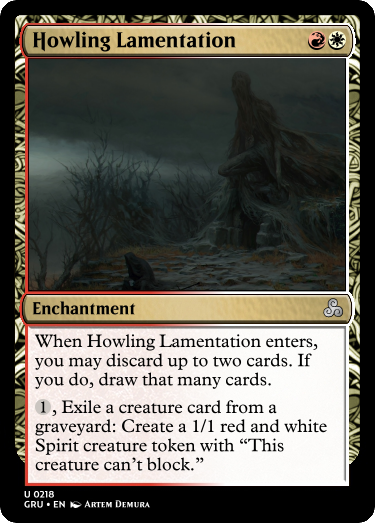 Howling Lamentation
Enchantment
When Howling Lamentation enters,
you may discard up to two cards. If
you do, draw that many cards.
1, Exile a creature card from a
graveyard: Create a 1/1 red and white
Spirit creature token with “This
creature can’t block.”
U 0218
GRU • EN Artem Demura